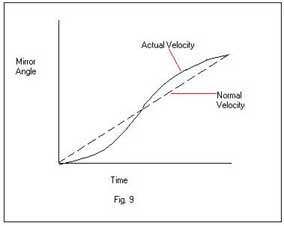 Actual Velocity
Mirror
Angle
Normal
Velocity
Time
Fig. 9